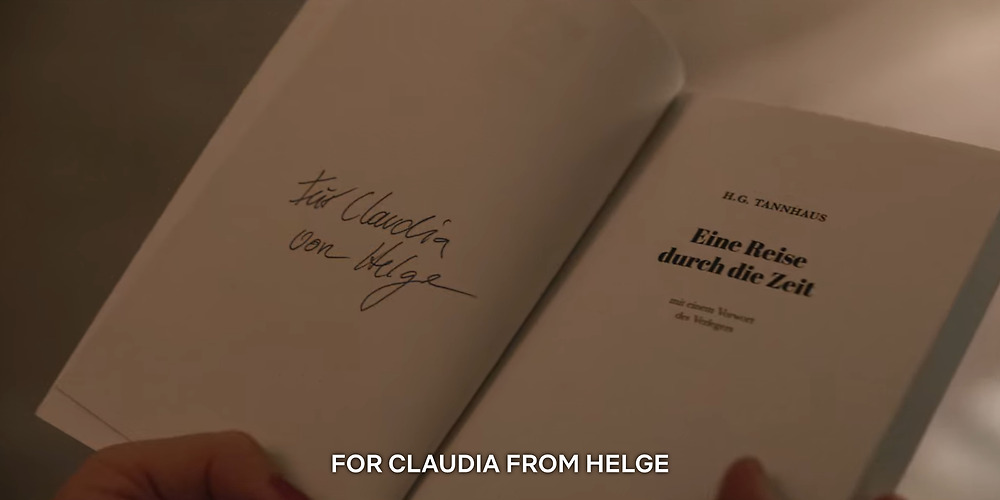 Für Claudia
von Helge
H.G. TANNHAUS
Eine Reise
durch die Zeit
mit einem Vorwort
des Verlegers
FOR CLAUDIA FROM HELGE